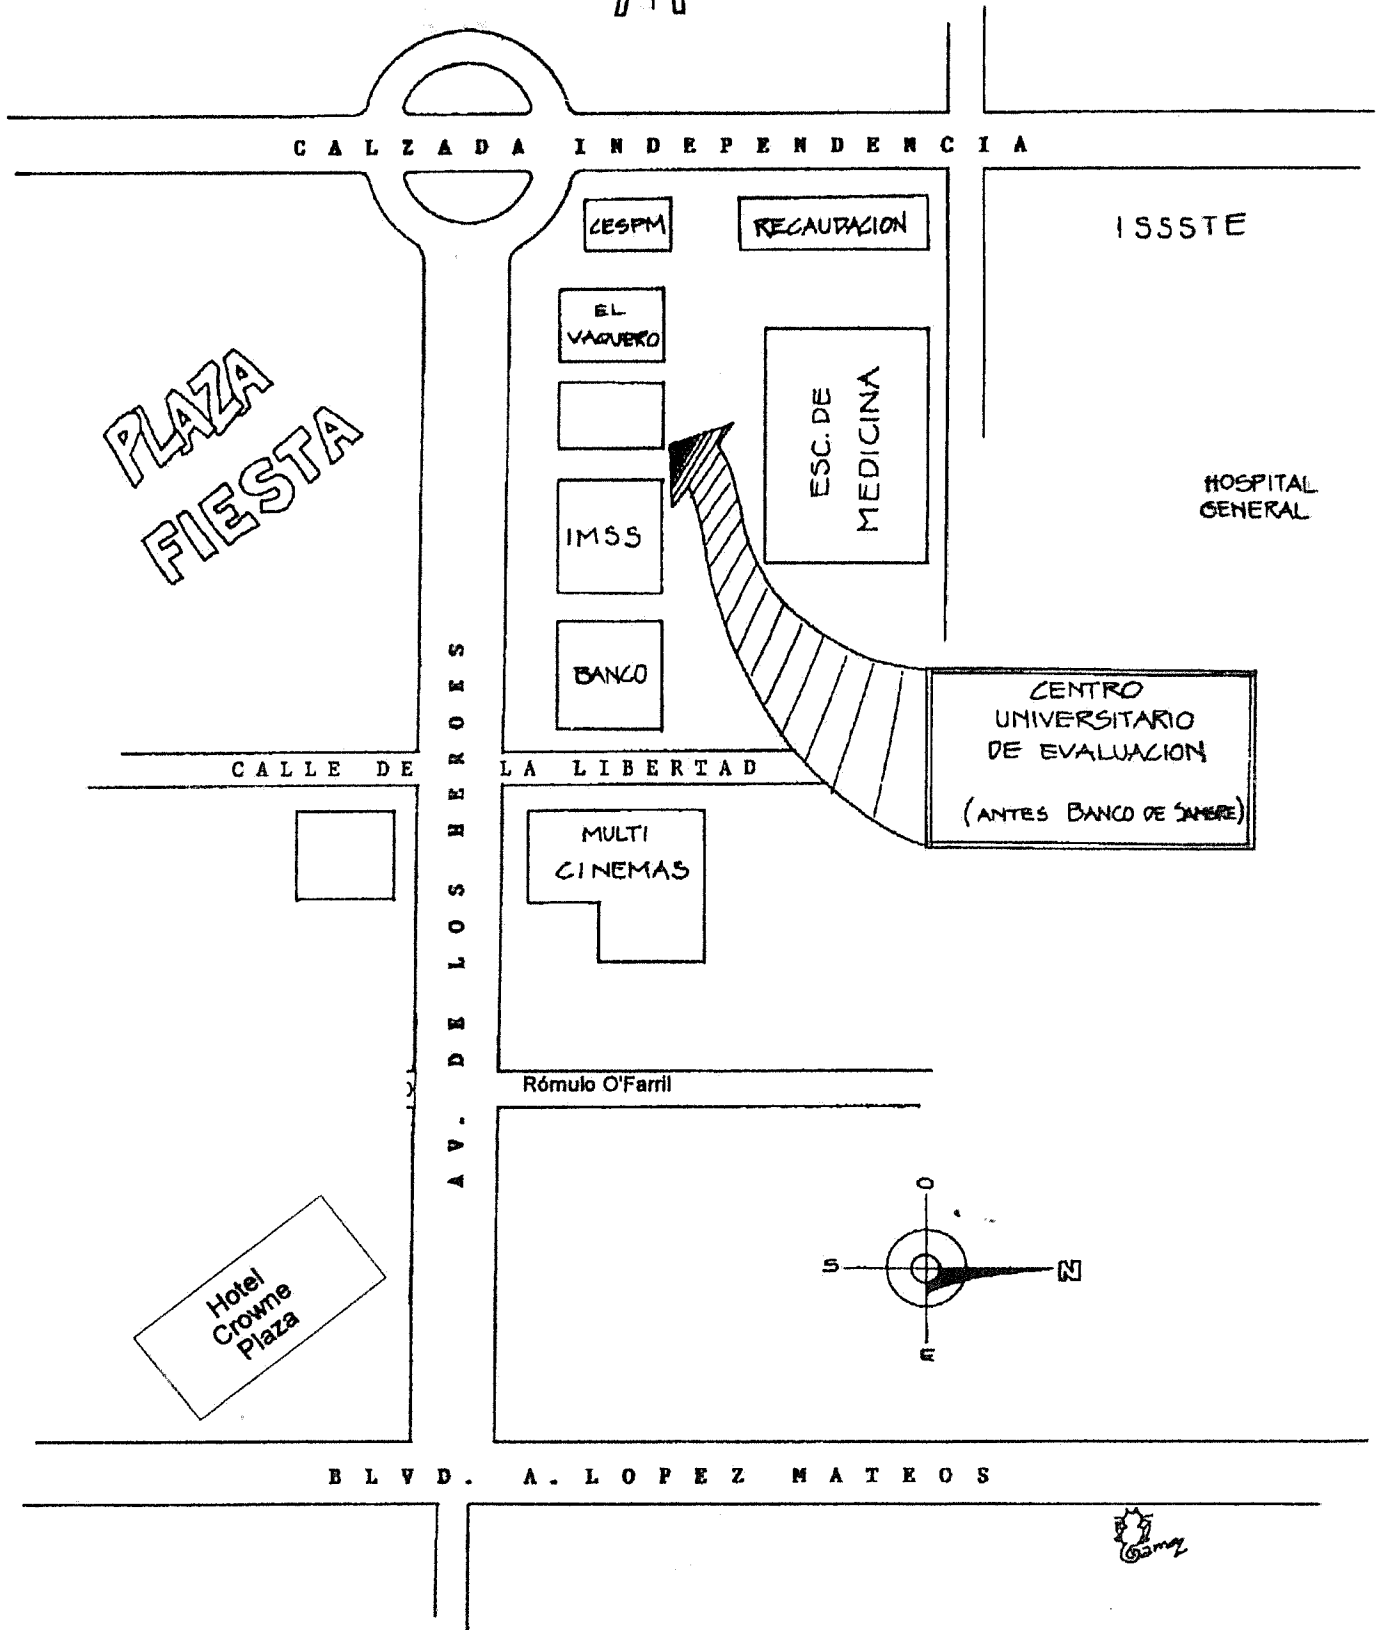 CALZADA INDEPENDENCIA
CESPM
RECAUDACION
ISSSTE
EL
VAQUERO
PLAZA
FIESTA
ESC. DE
MEDICINA
HOSPITAL
GENERAL
IMSS
BANCO
CENTRO
UNIVERSITARIO
DE EVALUACION
(ANTES BANCO DE SANGRE)
CALLE DE LA LIBERTAD
AV. DE LOS HEROES
MULTI
CINEMAS
Rómulo O'Farril
O
S
N
E
Hotel
Crowne
Plaza
BLVD. A. LOPEZ MATEOS